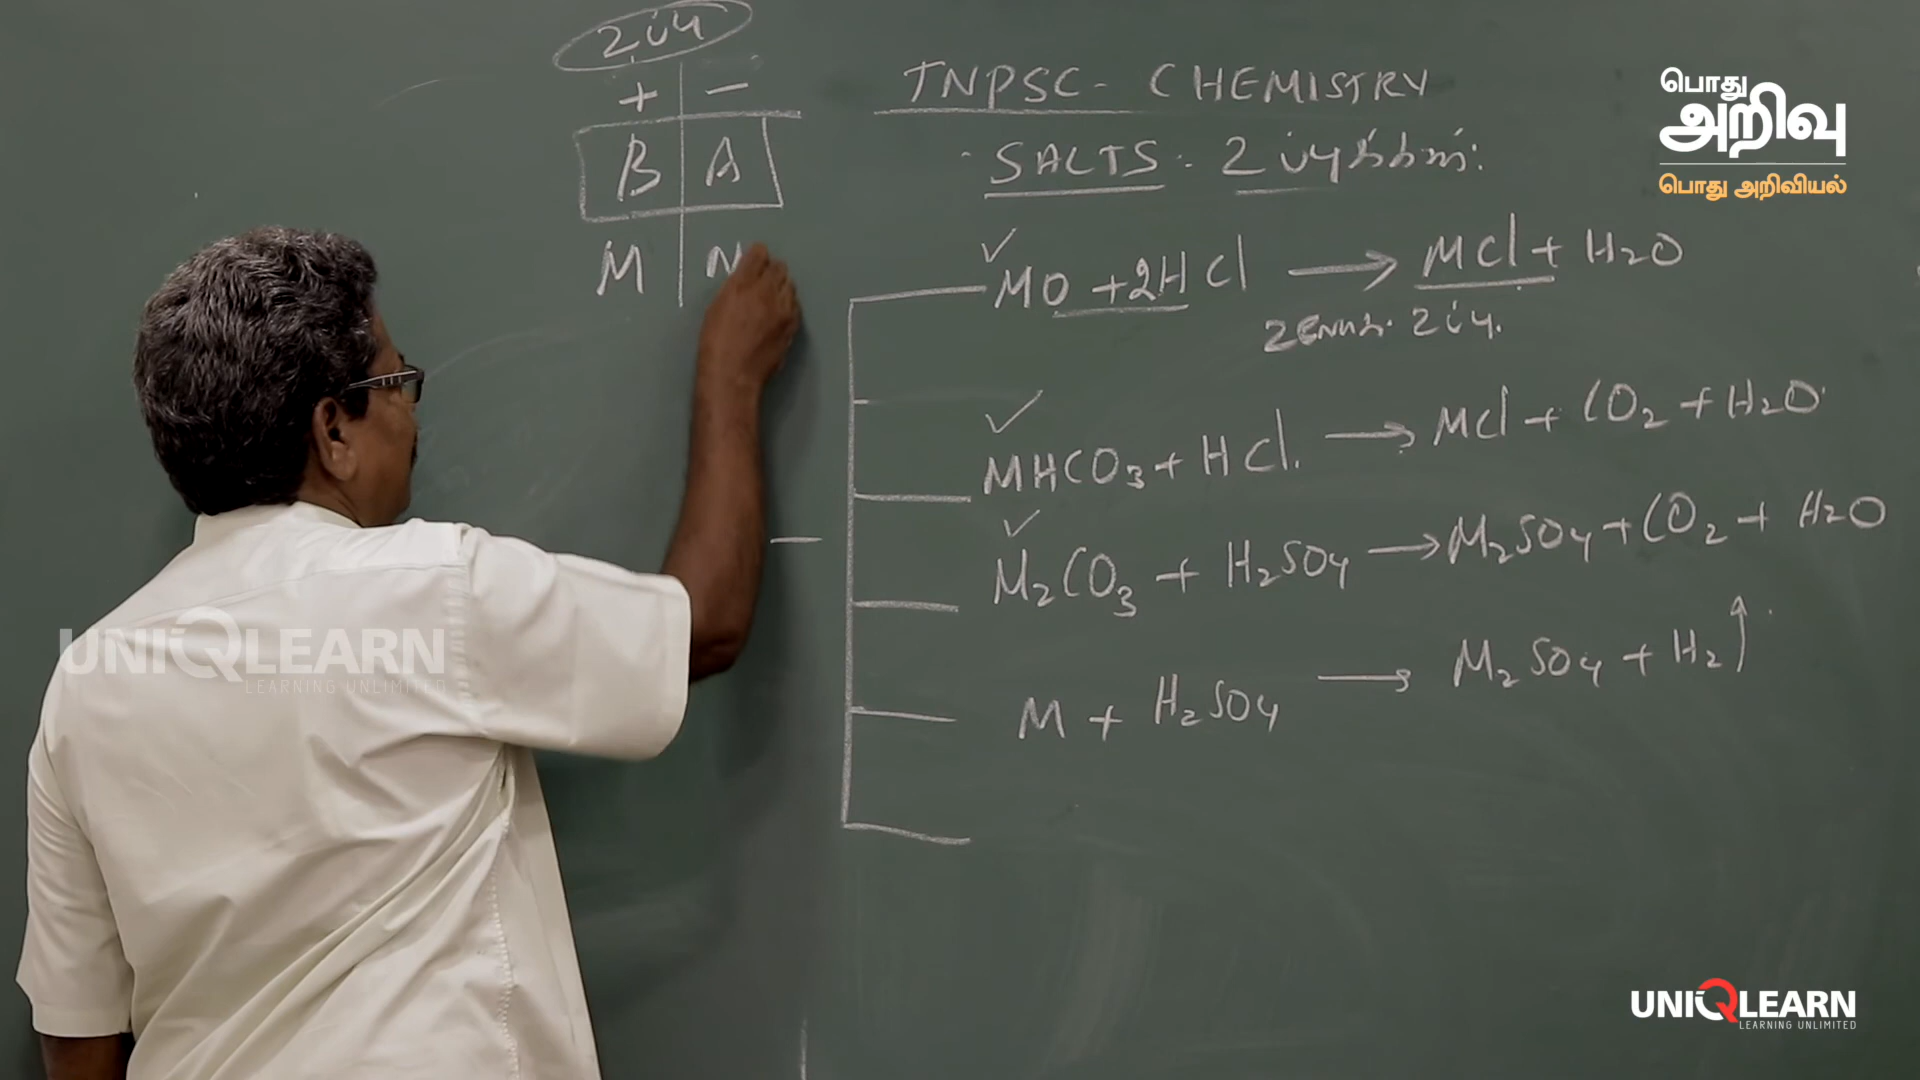 உப்பு
+ | -
B | A
M | N
TNPSC - CHEMISTRY
SALTS - உப்புக்கள்:
MO + 2HCl → MCl + H2O
உலோக உப்பு.
MHCO3 + HCl. → MCl + CO2 + H2O
M2CO3 + H2SO4 → M2SO4 + CO2 + H2O
M + H2SO4 → M2SO4 + H2↑
பொது
அறிவு
பொது அறிவியல்
UNIQLEARN
LEARNING UNLIMITED
UNIQLEARN
LEARNING UNLIMITED